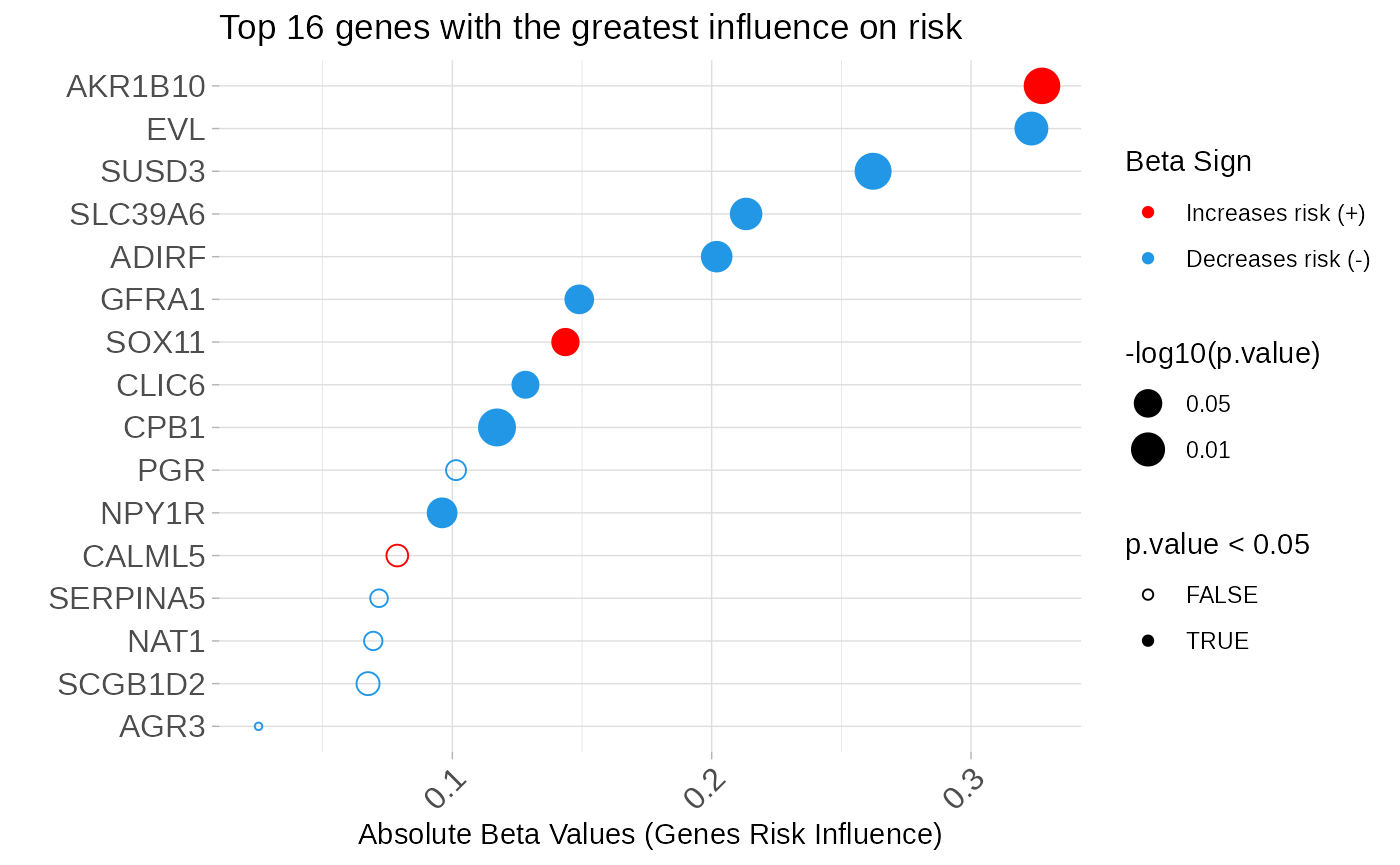 Top 16 genes with the greatest influence on risk
AKR1B10
EVL
SUSD3
SLC39A6
ADIRF
GFRA1
SOX11
CLIC6
CPB1
PGR
NPY1R
CALML5
SERPINA5
NAT1
SCGB1D2
AGR3
0.1
0.2
0.3
Absolute Beta Values (Genes Risk Influence)
Beta Sign
Increases risk (+)
Decreases risk (-)
-log10(p.value)
0.05
0.01
p.value < 0.05
FALSE
TRUE